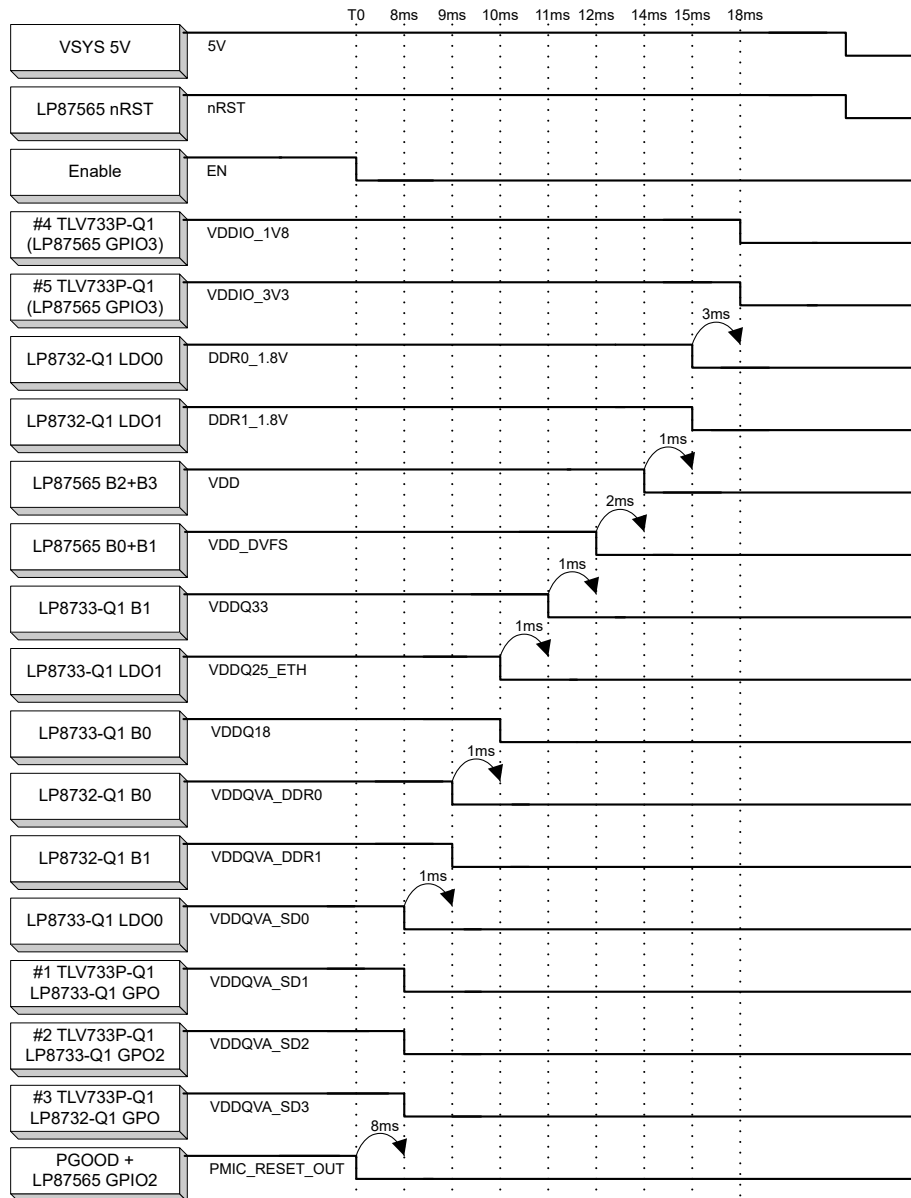 T0 8ms 9ms 10ms 11ms 12ms 14ms 15ms 18ms
VSYS 5V
5V
LP87565 nRST
nRST
Enable
EN
#4 TLV733P-Q1
(LP87565 GPIO3)
VDDIO_1V8
#5 TLV733P-Q1
(LP87565 GPIO3)
VDDIO_3V3
3ms
LP8732-Q1 LDO0
DDR0_1.8V
LP8732-Q1 LDO1
DDR1_1.8V
1ms
LP87565 B2+B3
VDD
2ms
LP87565 B0+B1
VDD_DVFS
1ms
LP8733-Q1 B1
VDDQ33
1ms
LP8733-Q1 LDO1
VDDQ25_ETH
LP8733-Q1 B0
VDDQ18
1ms
LP8732-Q1 B0
VDDQVA_DDR0
LP8732-Q1 B1
VDDQVA_DDR1
1ms
LP8733-Q1 LDO0
VDDQVA_SD0
#1 TLV733P-Q1
LP8733-Q1 GPO
VDDQVA_SD1
#2 TLV733P-Q1
LP8733-Q1 GPO2
VDDQVA_SD2
#3 TLV733P-Q1
LP8732-Q1 GPO
VDDQVA_SD3
8ms
PGOOD +
LP87565 GPIO2
PMIC_RESET_OUT